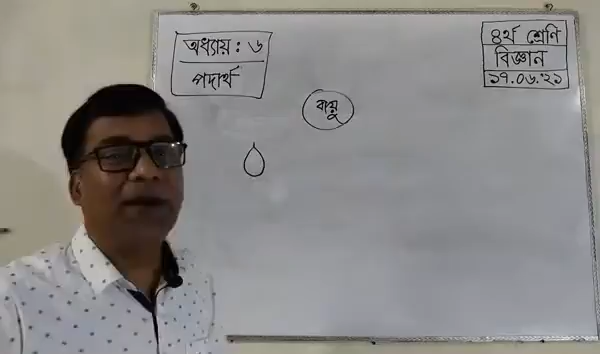 অধ্যায় : ৬
পদার্থ
৪র্থ শ্রেণি
বিজ্ঞান
১৭.০৬.২১
বায়ু